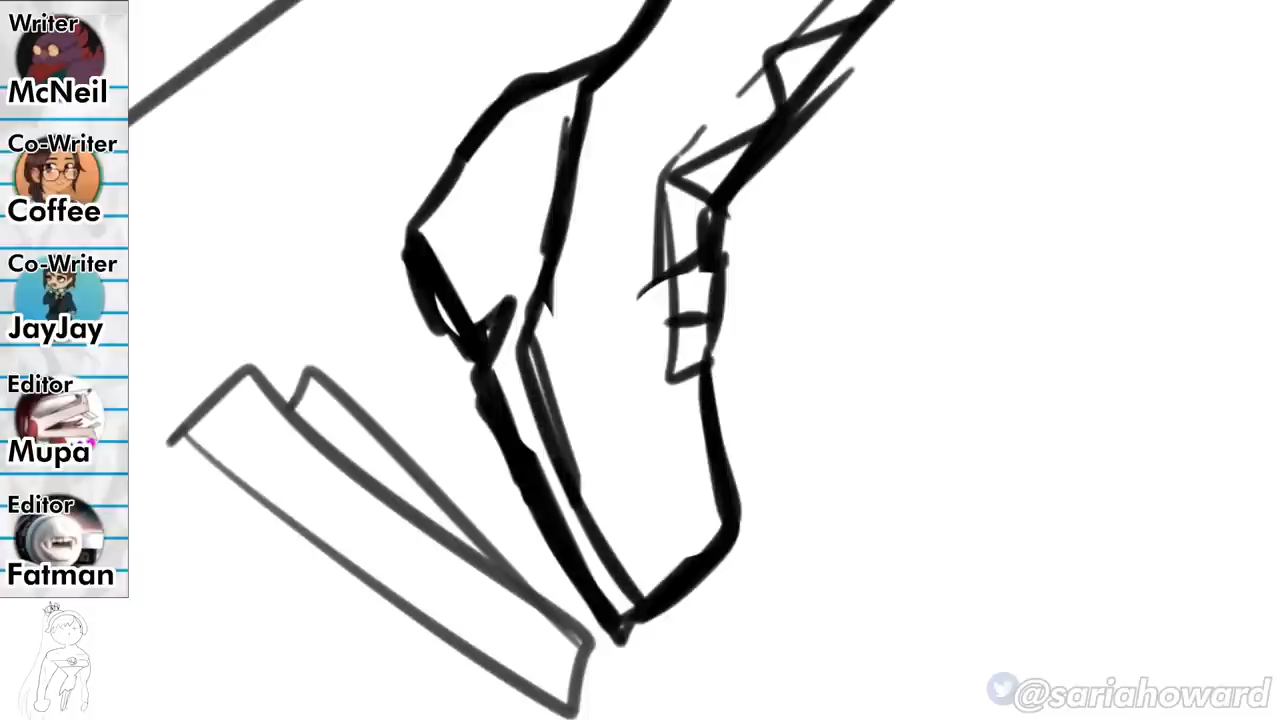 Writer
McNeil
Co-Writer
Coffee
Co-Writer
JayJay
Editor
Mupa
Editor
Fatman
@sariahoward